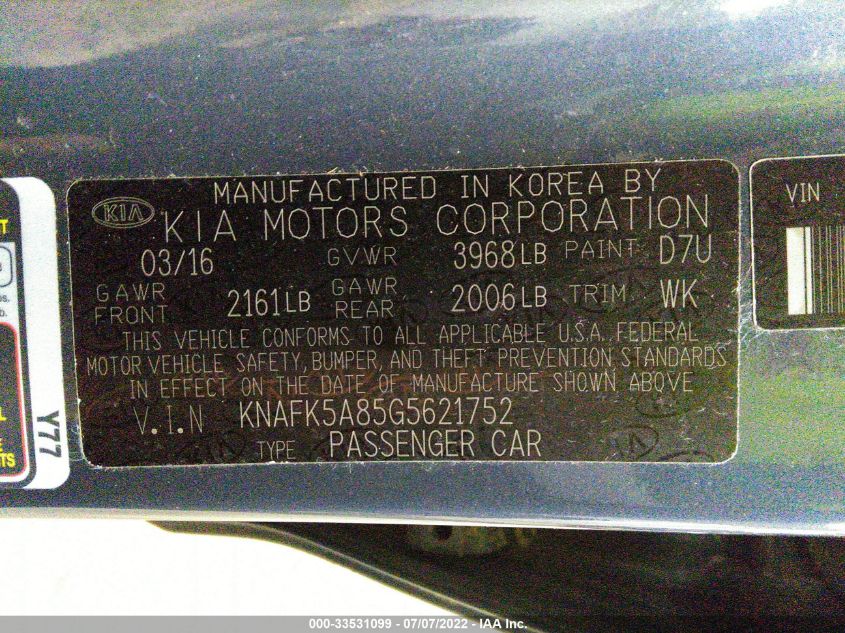 MANUFACTURED IN KOREA BY
KIA KIA MOTORS CORPORATION
03/16 GVWR 3968LB PAINT D7U
GAWR FRONT 2161LB GAWR REAR 2006LB TRIM WK
THIS VEHICLE CONFORMS TO ALL APPLICABLE U.S.A. FEDERAL
MOTOR VEHICLE SAFETY, BUMPER, AND THEFT PREVENTION STANDARDS
IN EFFECT ON THE DATE OF MANUFACTURE SHOWN ABOVE
V.I.N KNAFK5A85G5621752
TYPE PASSENGER CAR
VIN
Y77
000-33531099 - 07/07/2022 - IAA Inc.